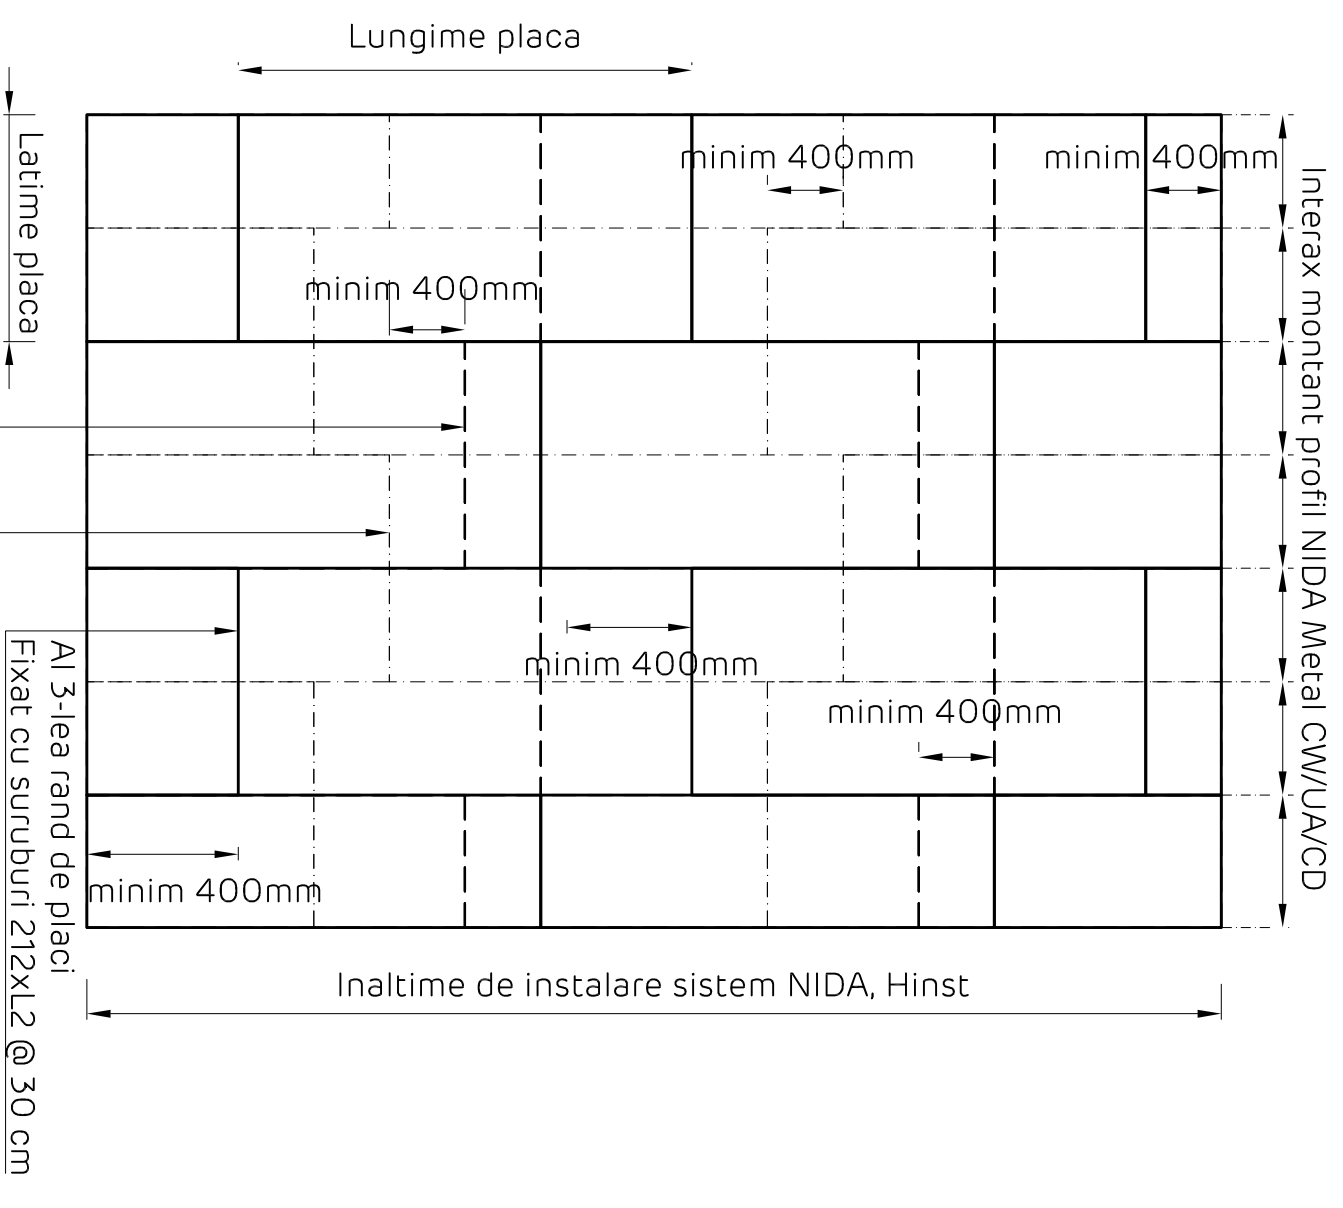 Lungime placa
Latime placa
minim 400mm
minim 400mm
minim 400mm
Interax montant profil NIDA Metal CW/UA/CD
minim 400mm
minim 400mm
minim 400mm
Al 3-lea rand de placi
Fixat cu suruburi 212xL2 @ 30 cm
Inaltime de instalare sistem NIDA, Hinst